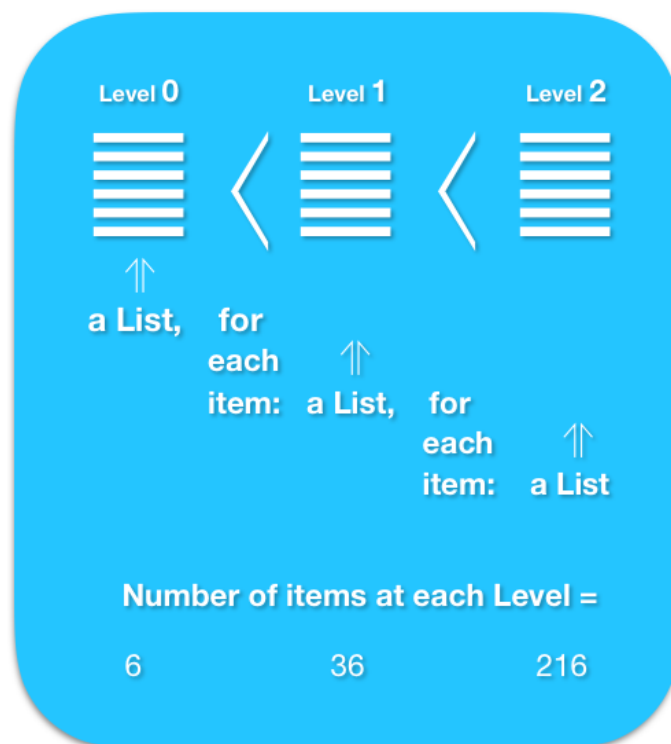 Level 0 Level 1 Level 2
a List, for
each
item: a List, for
each
item: a List
Number of items at each Level =
6 36 216